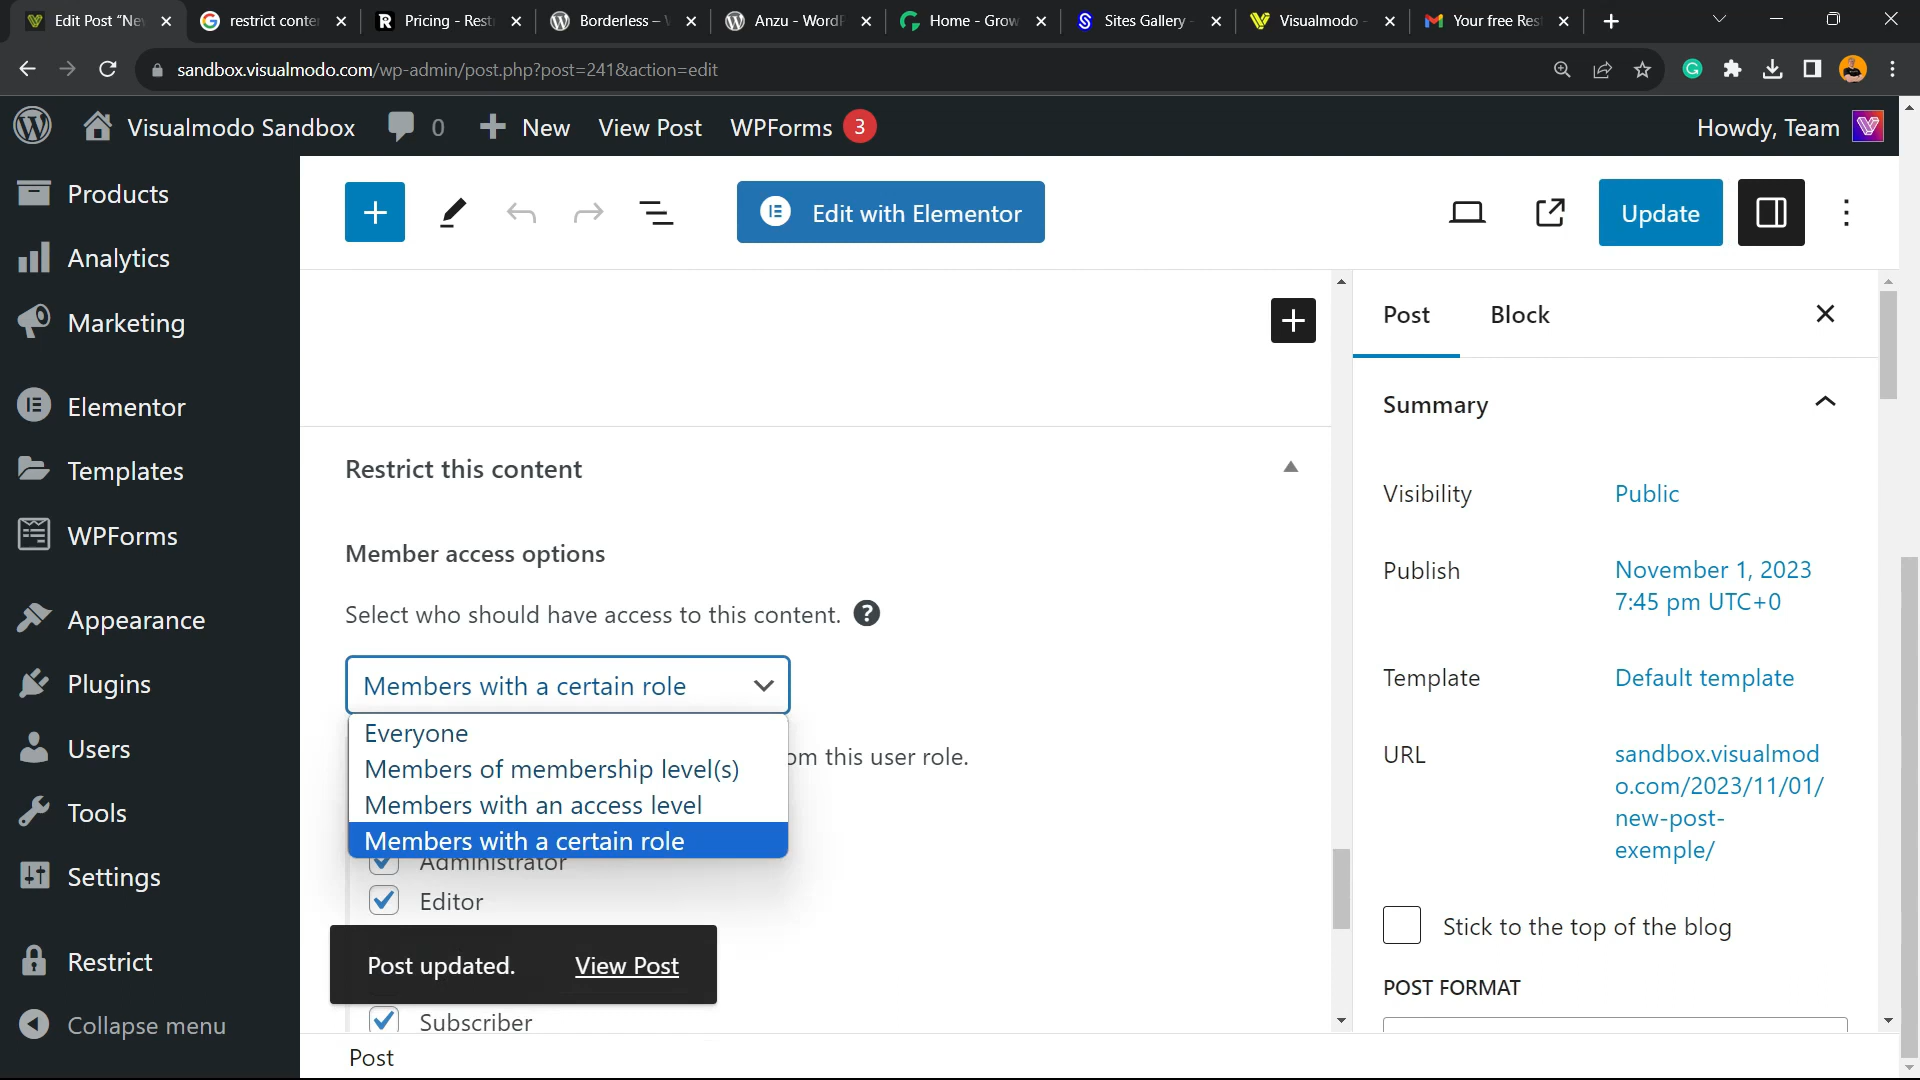 Edit Post “Ne
restrict conte
Pricing - Rest
Borderless –
Anzu - WordP
Home - Grow
Sites Gallery -
Visualmodo -
Your free Res
sandbox.visualmodo.com/wp-admin/post.php?post=241&action=edit
Visualmodo Sandbox
0
New
View Post
WPForms
3
Howdy, Team
Products
Analytics
Marketing
Elementor
Templates
WPForms
Appearance
Plugins
Users
Tools
Settings
Restrict
Collapse menu
Edit with Elementor
Update
Restrict this content
Member access options
Select who should have access to this content.
Members with a certain role
Everyone
Members of membership level(s)
Members with an access level
Members with a certain role
om this user role.
Administrator
Editor
Post updated.
View Post
Subscriber
Post
Post
Block
Summary
Visibility
Public
Publish
November 1, 2023
7:45 pm UTC+0
Template
Default template
URL
sandbox.visualmod
o.com/2023/11/01/
new-post-
exemple/
Stick to the top of the blog
POST FORMAT